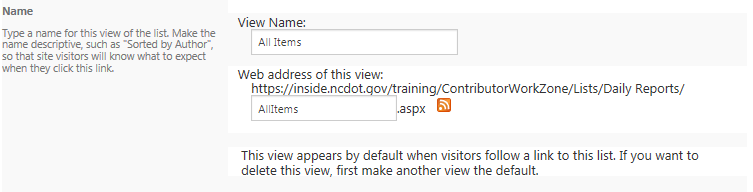 Name
Type a name for this view of the list. Make the
name descriptive, such as "Sorted by Author",
so that site visitors will know what to expect
when they click this link.
View Name:
All Items
Web address of this view:
https://inside.ncdot.gov/training/ContributorWorkZone/Lists/Daily Reports/
AllItems .aspx
This view appears by default when visitors follow a link to this list. If you want to
delete this view, first make another view the default.